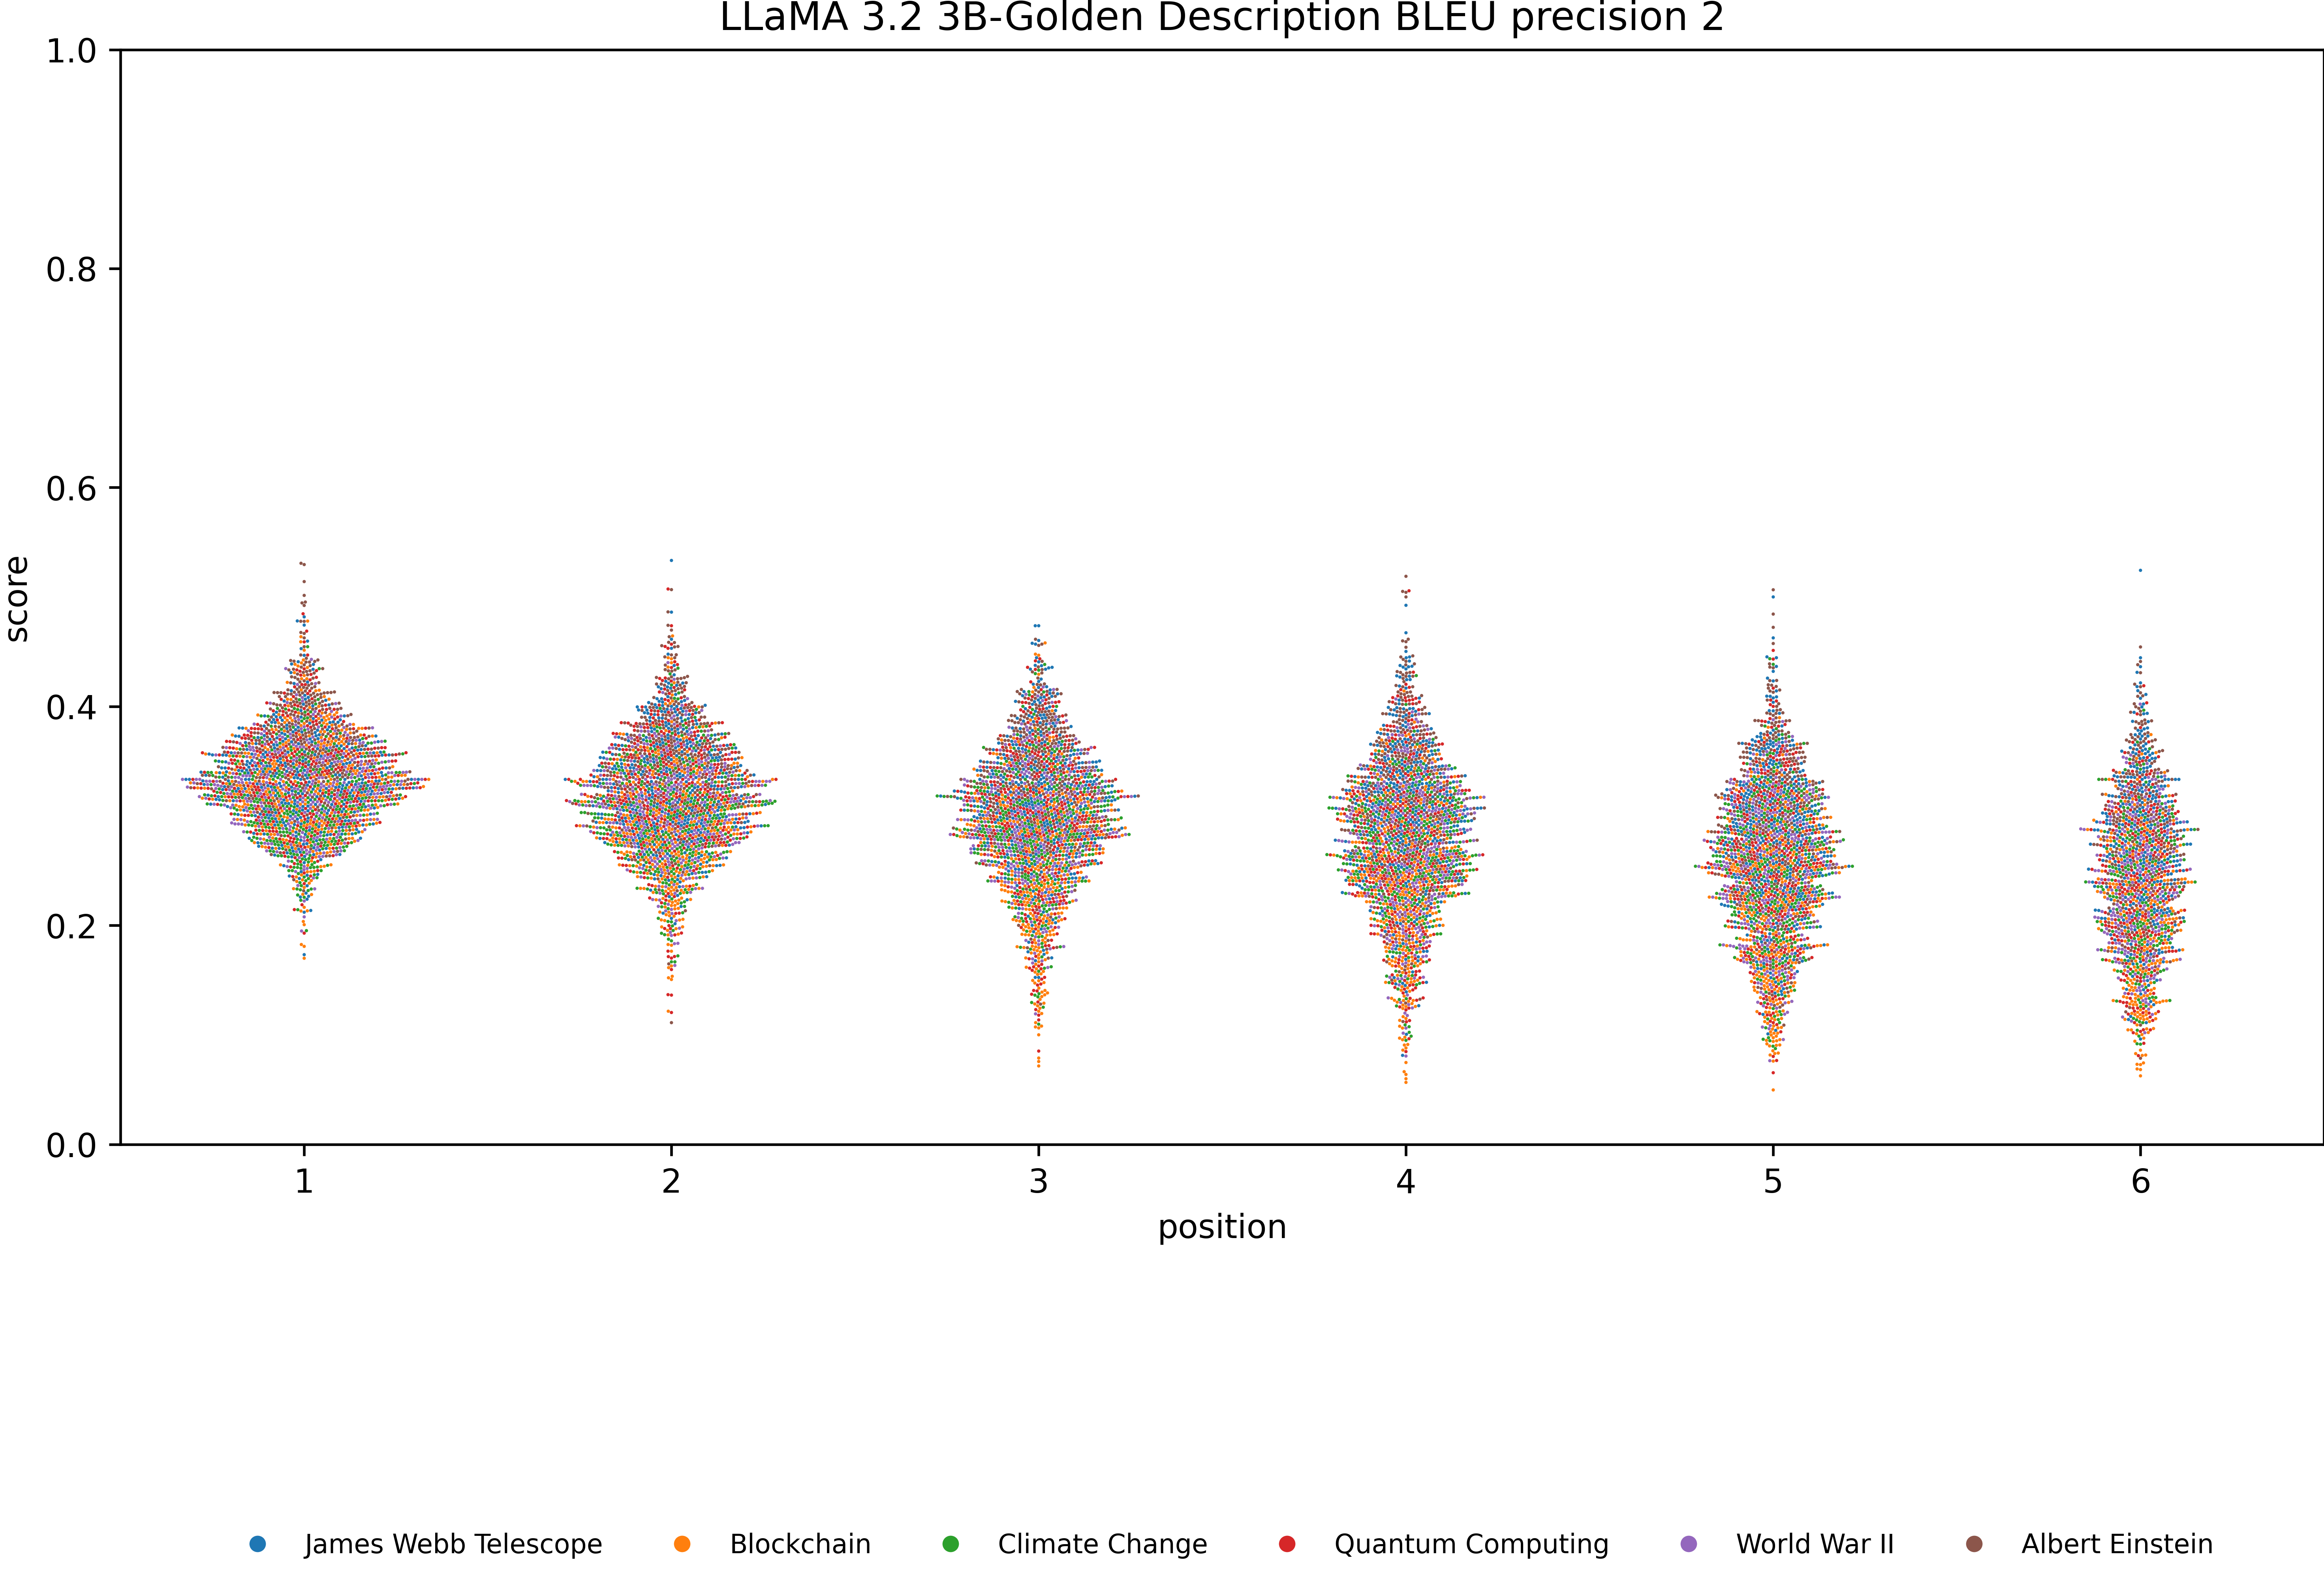 LLaMA 3.2 3B-Golden Description BLEU precision 2
1.0
0.8
0.6
0.4
0.2
0.0
score
1 2 3 4 5 6
position
James Webb Telescope Blockchain Climate Change Quantum Computing World War II Albert Einstein